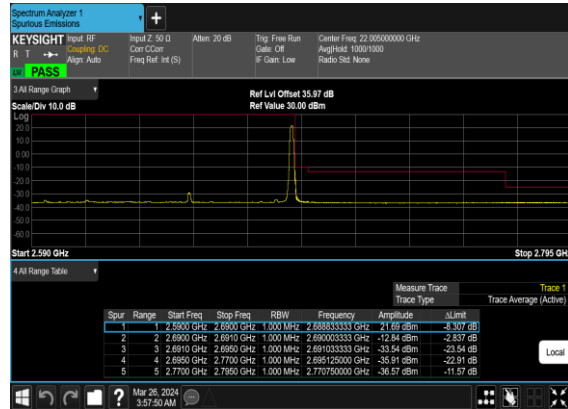 Spectrum Analyzer 1
Spurious Emissions
KEYSIGHT Input: RF Input Z: 50 Ω Atten: 20 dB Trig: Free Run Center Freq: 22.005000000 GHz
R T Coupling: DC Corr CCorr Gate: Off Avg|Hold: 1000/1000
Align: Auto Freq Ref: Int (S) IF Gain: Low Radio Std: None
PASS
3 All Range Graph
Ref Lvl Offset 35.97 dB
Scale/Div 10.0 dB Ref Value 30.00 dBm
Log
20.0
10.0
0.00
-10.0
-20.0
-30.0
-40.0
-50.0
-60.0
Start 2.590 GHz Stop 2.795 GHz
4 All Range Table
Measure Trace Trace 1
Trace Type Trace Average (Active)
Spur Range Start Freq Stop Freq RBW Frequency Amplitude ΔLimit
1 1 2.5900 GHz 2.6900 GHz 1.000 MHz 2.688833333 GHz 21.69 dBm -8.307 dB
2 2 2.6900 GHz 2.6910 GHz 1.000 MHz 2.690003333 GHz -12.84 dBm -2.837 dB
3 3 2.6910 GHz 2.6950 GHz 1.000 MHz 2.691033333 GHz -33.54 dBm -23.54 dB
4 4 2.6950 GHz 2.7700 GHz 1.000 MHz 2.695125000 GHz -35.91 dBm -22.91 dB
5 5 2.7700 GHz 2.7950 GHz 1.000 MHz 2.770750000 GHz -36.57 dBm -11.57 dB
Local
Mar 26, 2024
3:57:50 AM